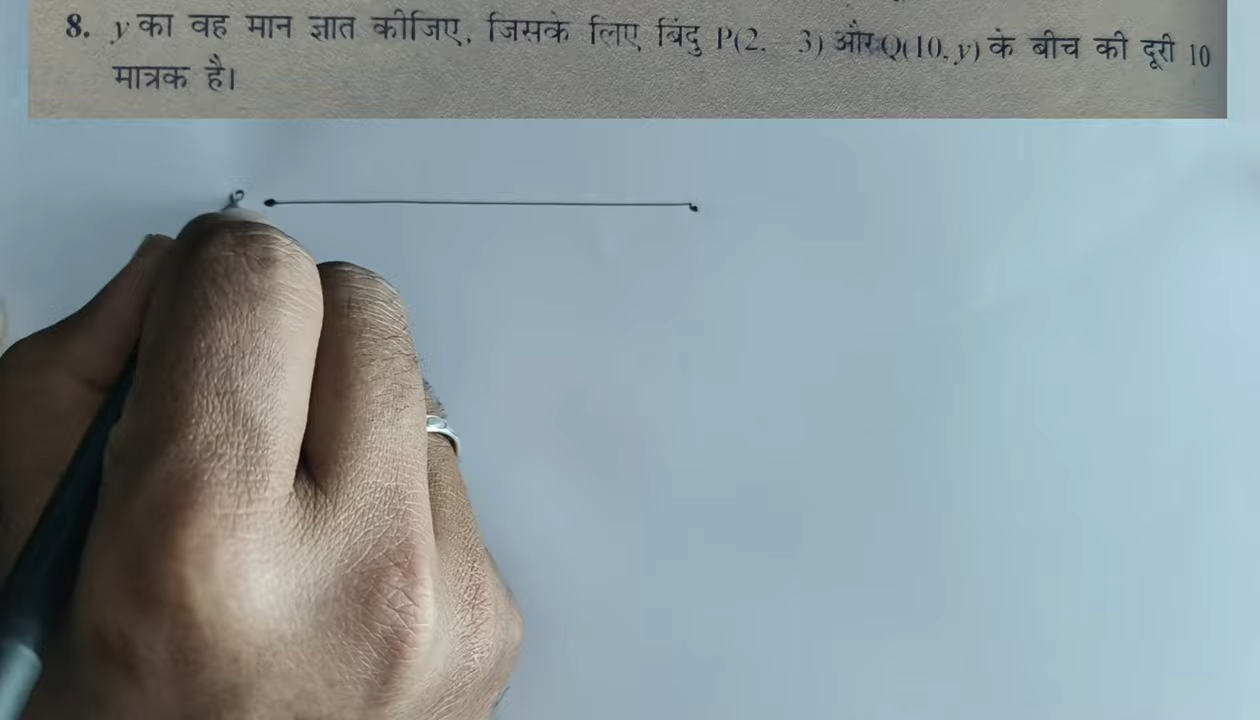 8. y का वह मान ज्ञात कीजिए, जिसके लिए बिंदु P(2, 3) और Q(10, y) के बीच की दूरी 10
मात्रक है।
P